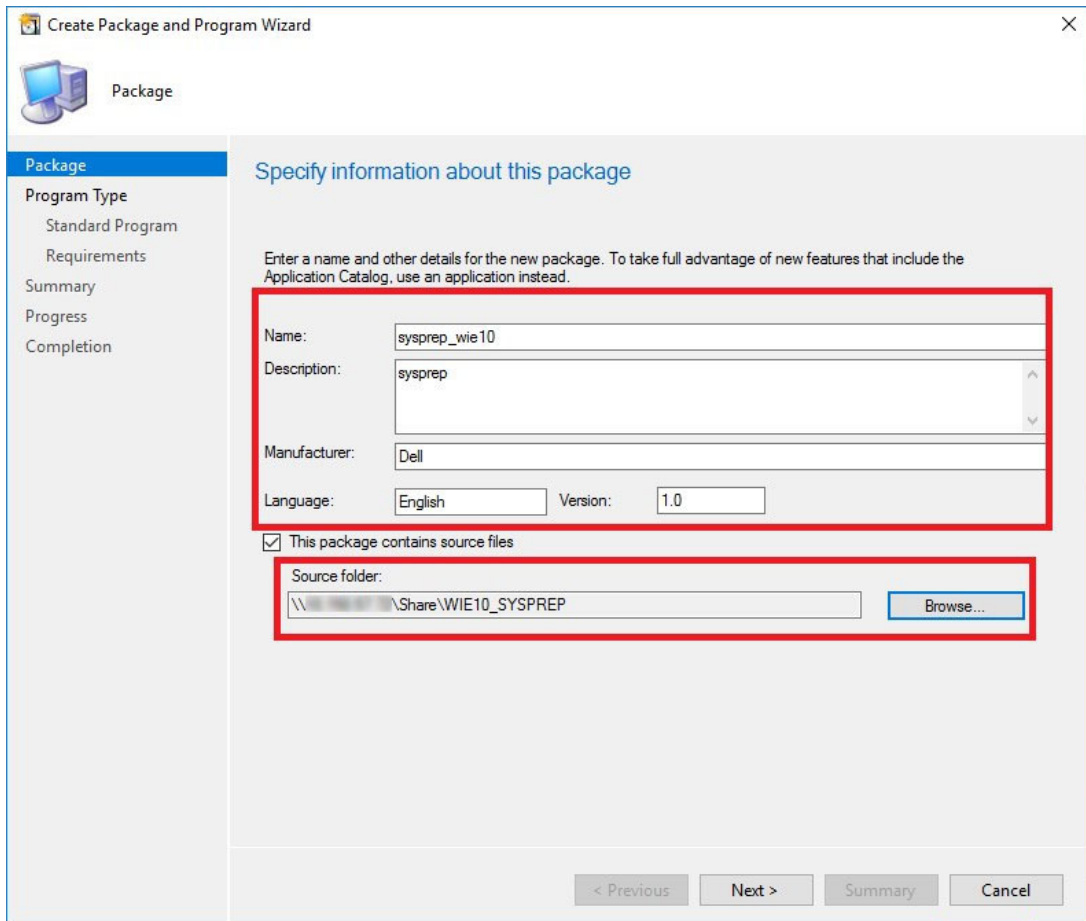 Create Package and Program Wizard
Package
Package
Program Type
Standard Program
Requirements
Summary
Progress
Completion
Specify information about this package
Enter a name and other details for the new package. To take full advantage of new features that include the
Application Catalog, use an application instead.
Name: sysprep_wie10
Description: sysprep
Manufacturer: Dell
Language: English Version: 1.0
This package contains source files
Source folder:
\\ \Share\WIE10_SYSPREP Browse...
< Previous Next > Summary Cancel